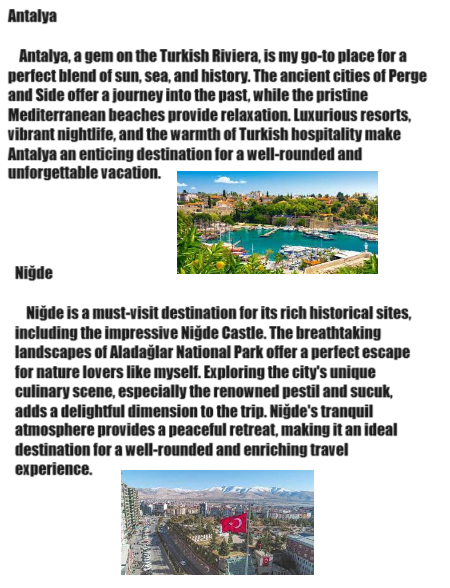 Antalya
Antalya, a gem on the Turkish Riviera, is my go-to place for a
perfect blend of sun, sea, and history. The ancient cities of Perge
and Side offer a journey into the past, while the pristine
Mediterranean beaches provide relaxation. Luxurious resorts,
vibrant nightlife, and the warmth of Turkish hospitality make
Antalya an enticing destination for a well-rounded and
unforgettable vacation.
Niğde
Niğde is a must-visit destination for its rich historical sites,
including the impressive Niğde Castle. The breathtaking
landscapes of Aladağlar National Park offer a perfect escape
for nature lovers like myself. Exploring the city's unique
culinary scene, especially the renowned pestil and sucuk,
adds a delightful dimension to the trip. Niğde's tranquil
atmosphere provides a peaceful retreat, making it an ideal
destination for a well-rounded and enriching travel
experience.